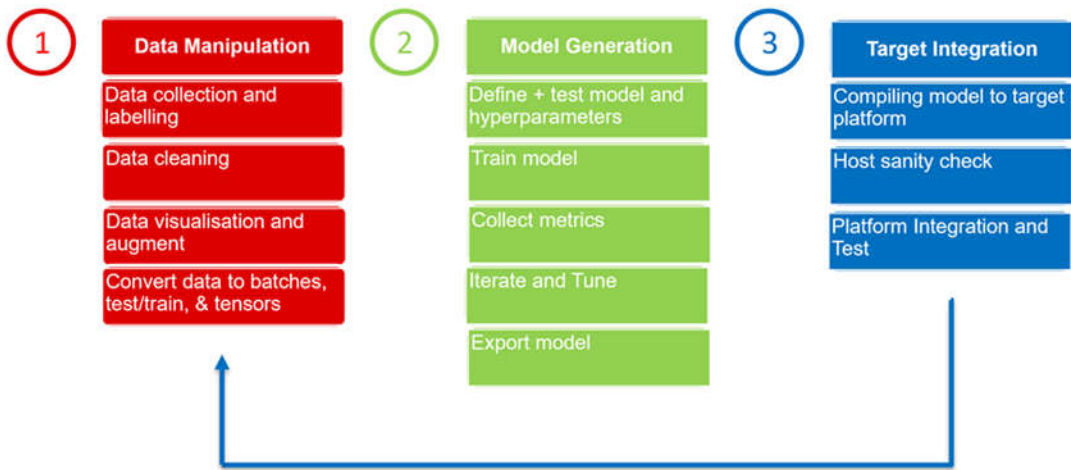 1
Data Manipulation
Data collection and
labelling
Data cleaning
Data visualisation and
augment
Convert data to batches,
test/train, & tensors
2
Model Generation
Define + test model and
hyperparameters
Train model
Collect metrics
Iterate and Tune
Export model
3
Target Integration
Compiling model to target
platform
Host sanity check
Platform Integration and
Test